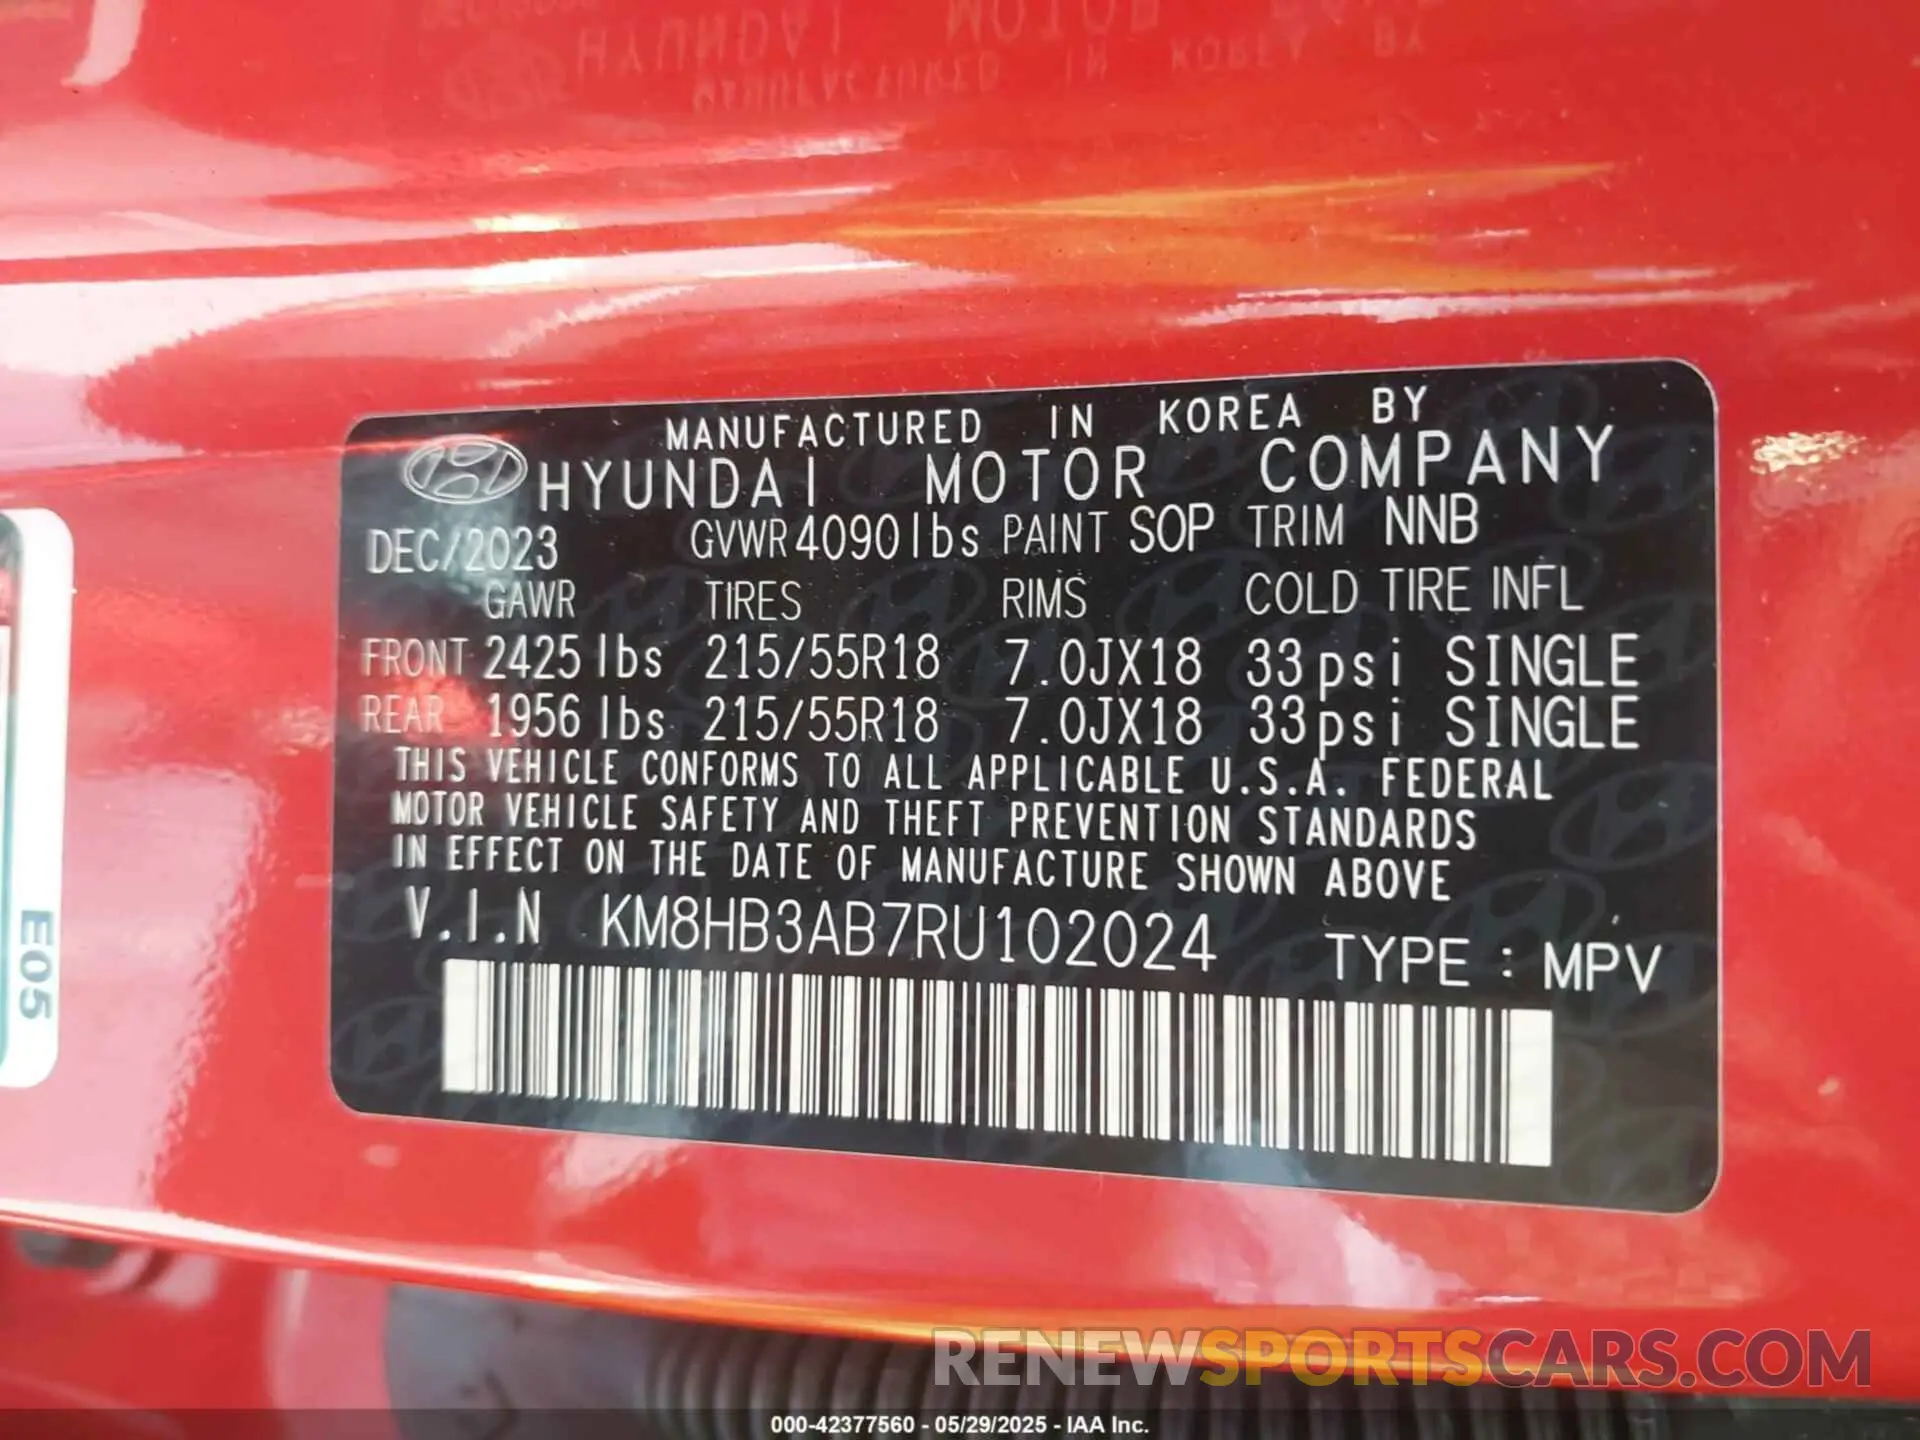 MANUFACTURED IN KOREA BY
HYUNDAI MOTOR COMPANY
DEC/2023 GVWR 4090lbs PAINT SOP TRIM NNB
GAWR TIRES RIMS COLD TIRE INFL
FRONT 2425 lbs 215/55R18 7.0JX18 33psi SINGLE
REAR 1956 lbs 215/55R18 7.0JX18 33psi SINGLE
THIS VEHICLE CONFORMS TO ALL APPLICABLE U.S.A. FEDERAL
MOTOR VEHICLE SAFETY AND THEFT PREVENTION STANDARDS
IN EFFECT ON THE DATE OF MANUFACTURE SHOWN ABOVE
V.I.N KM8HB3AB7RU102024 TYPE : MPV
E05
RENEWSPORTSCARS.COM
000-42377560 - 05/29/2025 - IAA Inc.